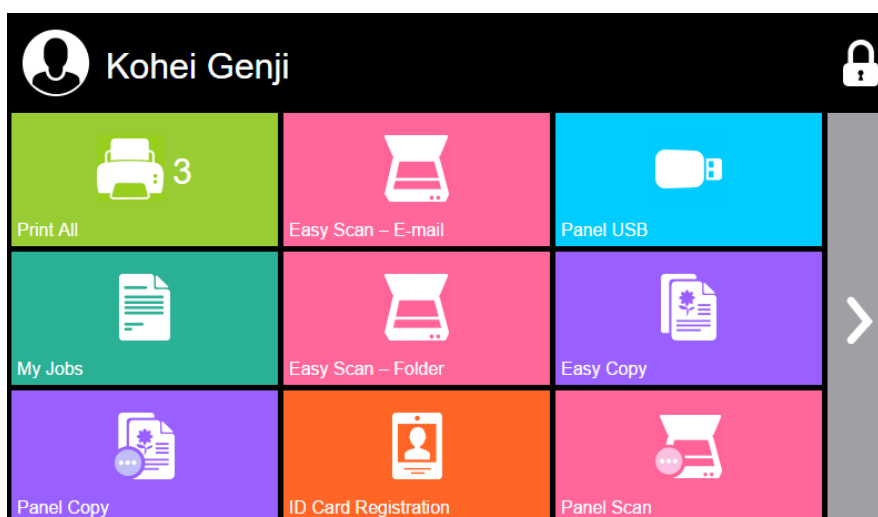 Kohei Genji
3
Print All
Easy Scan – E-mail
Panel USB
My Jobs
Easy Scan – Folder
Easy Copy
Panel Copy
ID Card Registration
Panel Scan